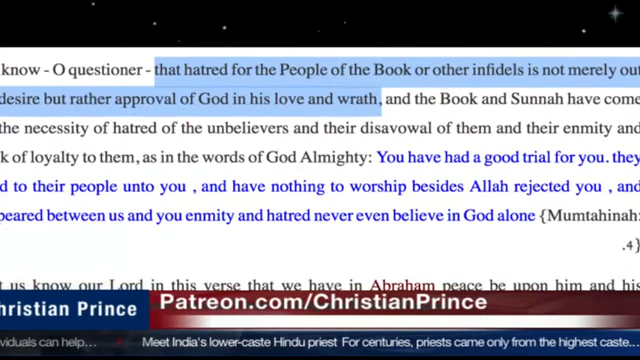 know - O questioner - that hatred for the People of the Book or other infidels is not merely out
desire but rather approval of God in his love and wrath, and the Book and Sunnah have come
the necessity of hatred of the unbelievers and their disavowal of them and their enmity and
k of loyalty to them, as in the words of God Almighty: You have had a good trial for you. they
d to their people unto you , and have nothing to worship besides Allah rejected you , and
peared between us and you enmity and hatred never even believe in God alone {Mumtahinah:
.4}
t us know our Lord in this verse that we have in Abraham peace be upon him and his
hristian Prince
Patreon.com/ChristianPrince
ividuals can help... Meet India's lower-caste Hindu priest For centuries, priests came only from the highest caste...